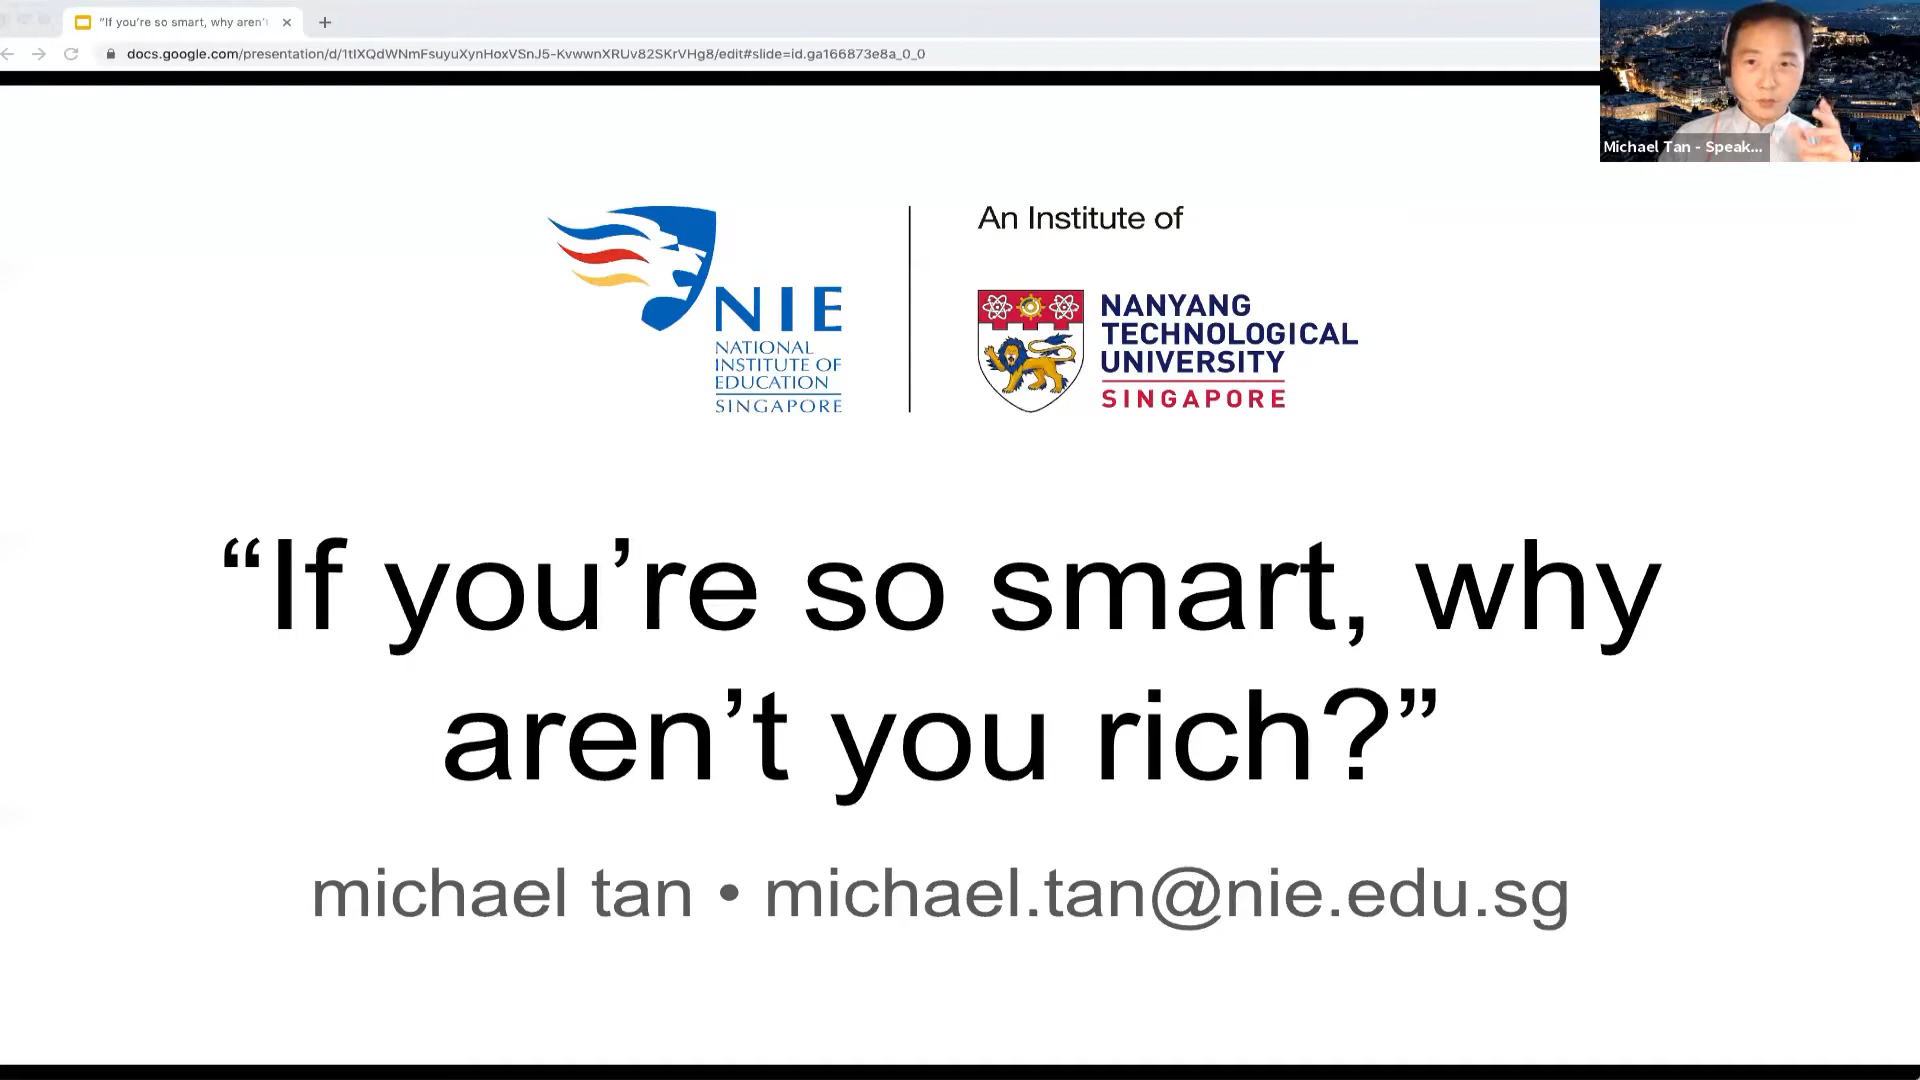 "If you're so smart, why aren't
docs.google.com/presentation/d/1tIXQdWNmFsuyuXynHoxVSnJ5-KvwwnXRUv82SKrVHg8/edit#slide=id.ga166873e8a_0_0
Michael Tan - Speak...
An Institute of
NIE
NATIONAL
INSTITUTE OF
EDUCATION
SINGAPORE
NANYANG
TECHNOLOGICAL
UNIVERSITY
SINGAPORE
“If you’re so smart, why
aren’t you rich?”
michael tan • michael.tan@nie.edu.sg